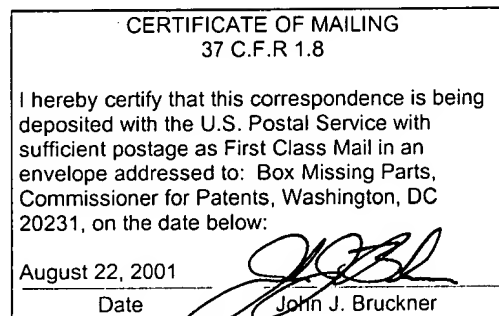 CERTIFICATE OF MAILING
37 C.F.R 1.8
I hereby certify that this correspondence is being
deposited with the U.S. Postal Service with
sufficient postage as First Class Mail in an
envelope addressed to: Box Missing Parts,
Commissioner for Patents, Washington, DC
20231, on the date below:
August 22, 2001
Date John J. Bruckner